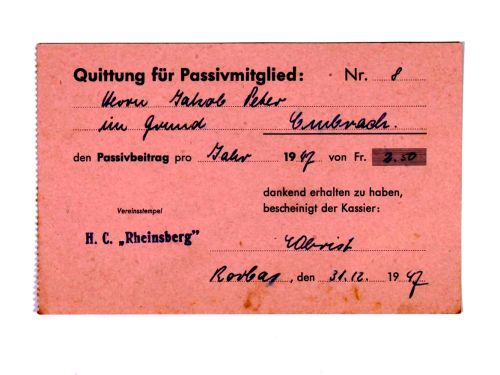 Quittung für Passivmitglied: Nr. 8
Herrn Jakob Peter
im Grund Embrach.
den Passivbeitrag pro Jahr 1947 von Fr. 2.50
dankend erhalten zu haben,
Vereinsstempel bescheinigt der Kassier:
H. C. „Rheinsberg"
EObrist
Rorbas, den 31.12. 1947